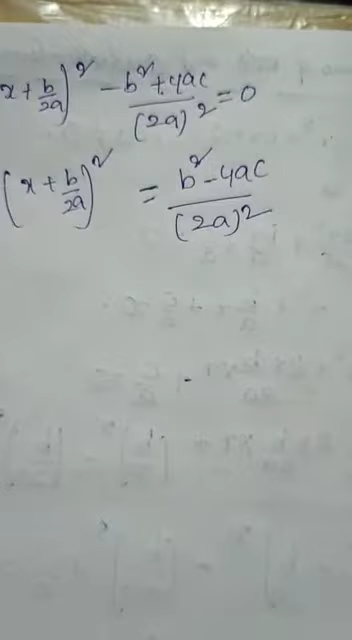 x + b/2a)² - b² + 4ac/(2a)² = 0
(x + b/2a)² = b² - 4ac/(2a)²